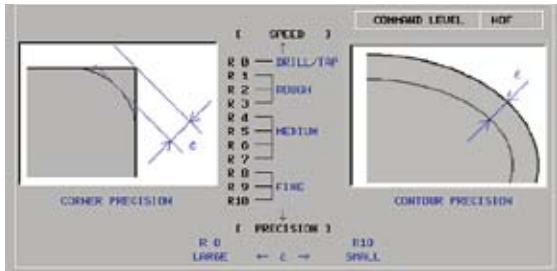 COMMAND LEVEL HOF
[ SPEED ]
↑
R 0 DRILL/TAP
R 1
R 2 ROUGH
R 3
R 4
R 5 MEDIUM
R 6
R 7
R 8
R 9 FINE
R10
↓
[ PRECISION ]
ε
CORNER PRECISION
ε
CONTOUR PRECISION
R 0 R10
LARGE ← ε → SMALL